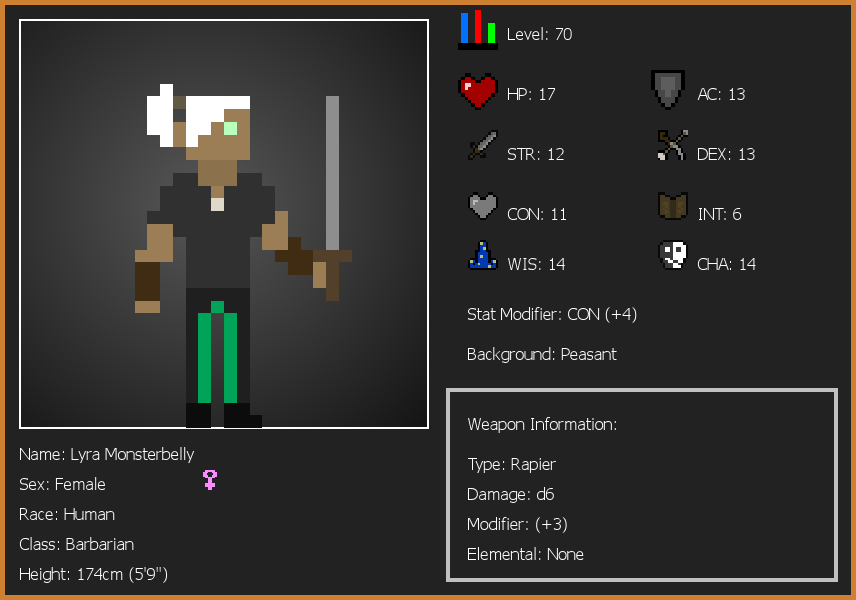 Level: 70
HP: 17
AC: 13
STR: 12
DEX: 13
CON: 11
INT: 6
WIS: 14
CHA: 14
Stat Modifier: CON (+4)
Background: Peasant
Weapon Information:
Type: Rapier
Damage: d6
Modifier: (+3)
Elemental: None
Name: Lyra Monsterbelly
Sex: Female
Race: Human
Class: Barbarian
Height: 174cm (5'9")